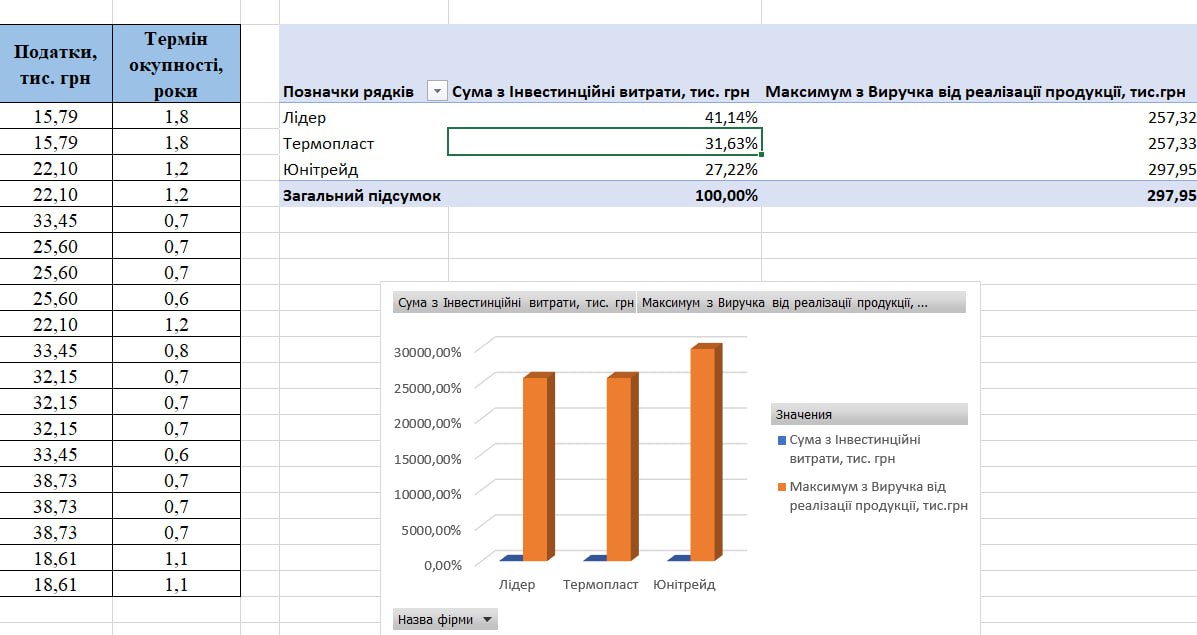 Податки,
тис. грн
Термін
окупності,
роки
15,79 1,8
15,79 1,8
22,10 1,2
22,10 1,2
33,45 0,7
25,60 0,7
25,60 0,7
25,60 0,6
22,10 1,2
33,45 0,8
32,15 0,7
32,15 0,7
32,15 0,7
33,45 0,6
38,73 0,7
38,73 0,7
38,73 0,7
18,61 1,1
18,61 1,1
Позначки рядків Сума з Інвестиційні витрати, тис. грн Максимум з Виручка від реалізації продукції, тис.грн
Лідер 41,14% 257,32
Термопласт 31,63% 257,33
Юнітрейд 27,22% 297,95
Загальний підсумок 100,00% 297,95
Сума з Інвестиційні витрати, тис. грн Максимум з Виручка від реалізації продукції, ...
30000,00%
25000,00%
20000,00%
15000,00%
10000,00%
5000,00%
0,00%
Лідер Термопласт Юнітрейд
Значения
Сума з Інвестиційні
витрати, тис. грн
Максимум з Виручка від
реалізації продукції, тис.грн
Назва фірми